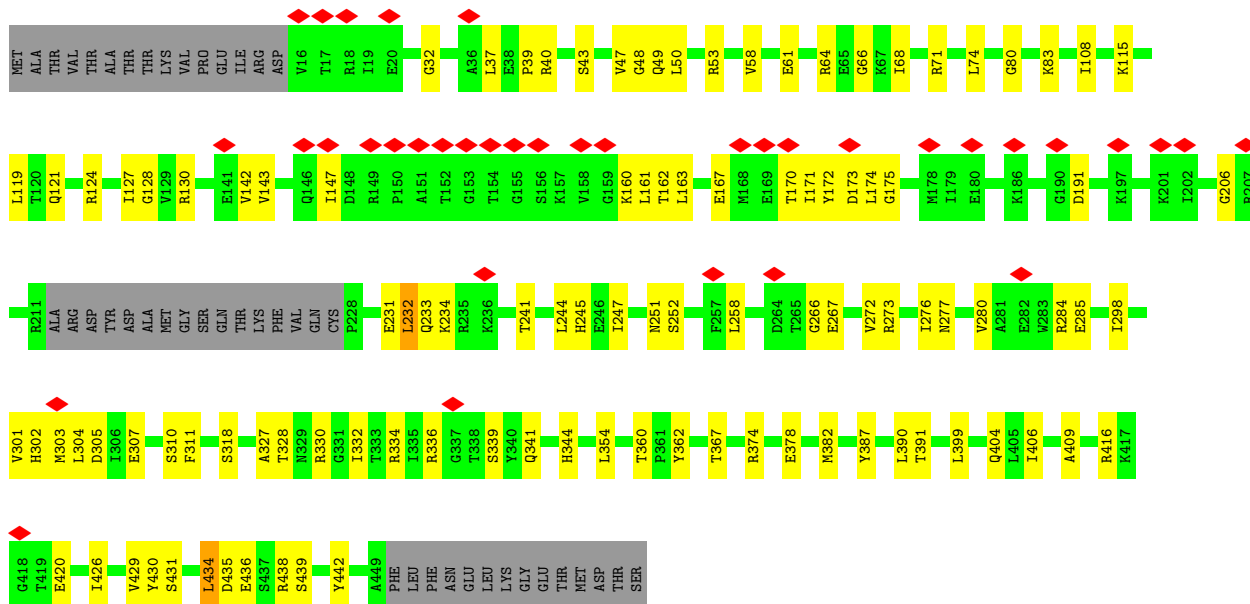 MET ALA THR VAL THR ALA THR THR LYS VAL PRO GLU ILE ARG ASP V16 T17 R18 I19 E20 G32 A36 L37 E38 P39 R40 S43 V47 G48 Q49 L50 R53 V58 E61 R64 E65 G66 K67 I68 R71 L74 G80 K83 I108 K115
L119 T120 Q121 R124 I127 G128 V129 R130 E141 V142 V143 Q146 I147 D148 R149 P150 A151 T152 G153 T154 G155 S156 K157 V158 G159 K160 L161 T162 L163 E167 M168 E169 T170 I171 Y172 D173 L174 G175 M178 I179 E180 K186 G190 D191 K197 K201 I202 G206 R207
R211 ALA ARG ASP TYR ASP ALA MET GLY SER GLN THR LYS PHE VAL GLN CYS P228 E231 L232 Q233 K234 R235 K236 T241 L244 H245 E246 I247 N251 S252 F257 L258 D264 T265 G266 E267 V272 R273 I276 N277 V280 A281 E282 W283 R284 E285 I298
V301 H302 M303 L304 D305 I306 E307 S310 F311 S318 A327 T328 N329 R330 G331 I332 T333 R334 I335 R336 G337 T338 S339 Y340 Q341 H344 L354 T360 P361 Y362 T367 R374 E378 M382 Y387 L390 T391 L399 Q404 L405 I406 A409 R416 K417
G418 T419 E420 I426 V429 Y430 S431 L434 D435 E436 S437 R438 S439 Y442 A449 PHE LEU PHE ASN GLU LEU LYS GLY GLU THR MET ASP THR SER